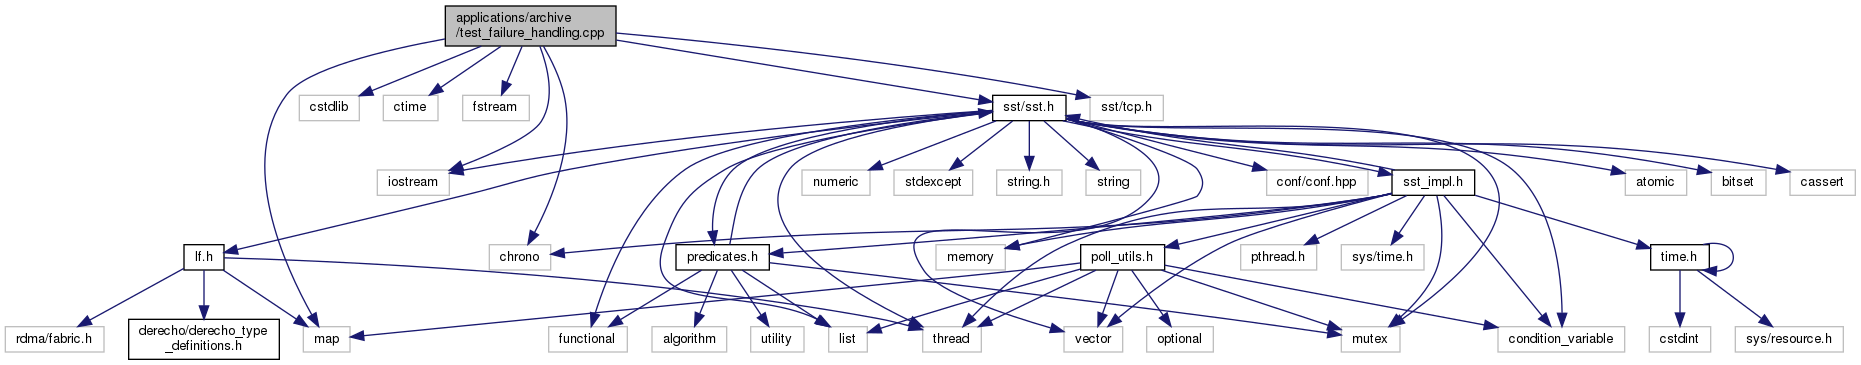 applications/archive
/test_failure_handling.cpp
cstdlib
ctime
fstream
sst/sst.h
sst/tcp.h
iostream
numeric
stdexcept
string.h
string
conf/conf.hpp
sst_impl.h
atomic
bitset
cassert
lf.h
chrono
predicates.h
memory
poll_utils.h
pthread.h
sys/time.h
time.h
rdma/fabric.h
derecho/derecho_type
_definitions.h
map
functional
algorithm
utility
list
thread
vector
optional
mutex
condition_variable
cstdint
sys/resource.h